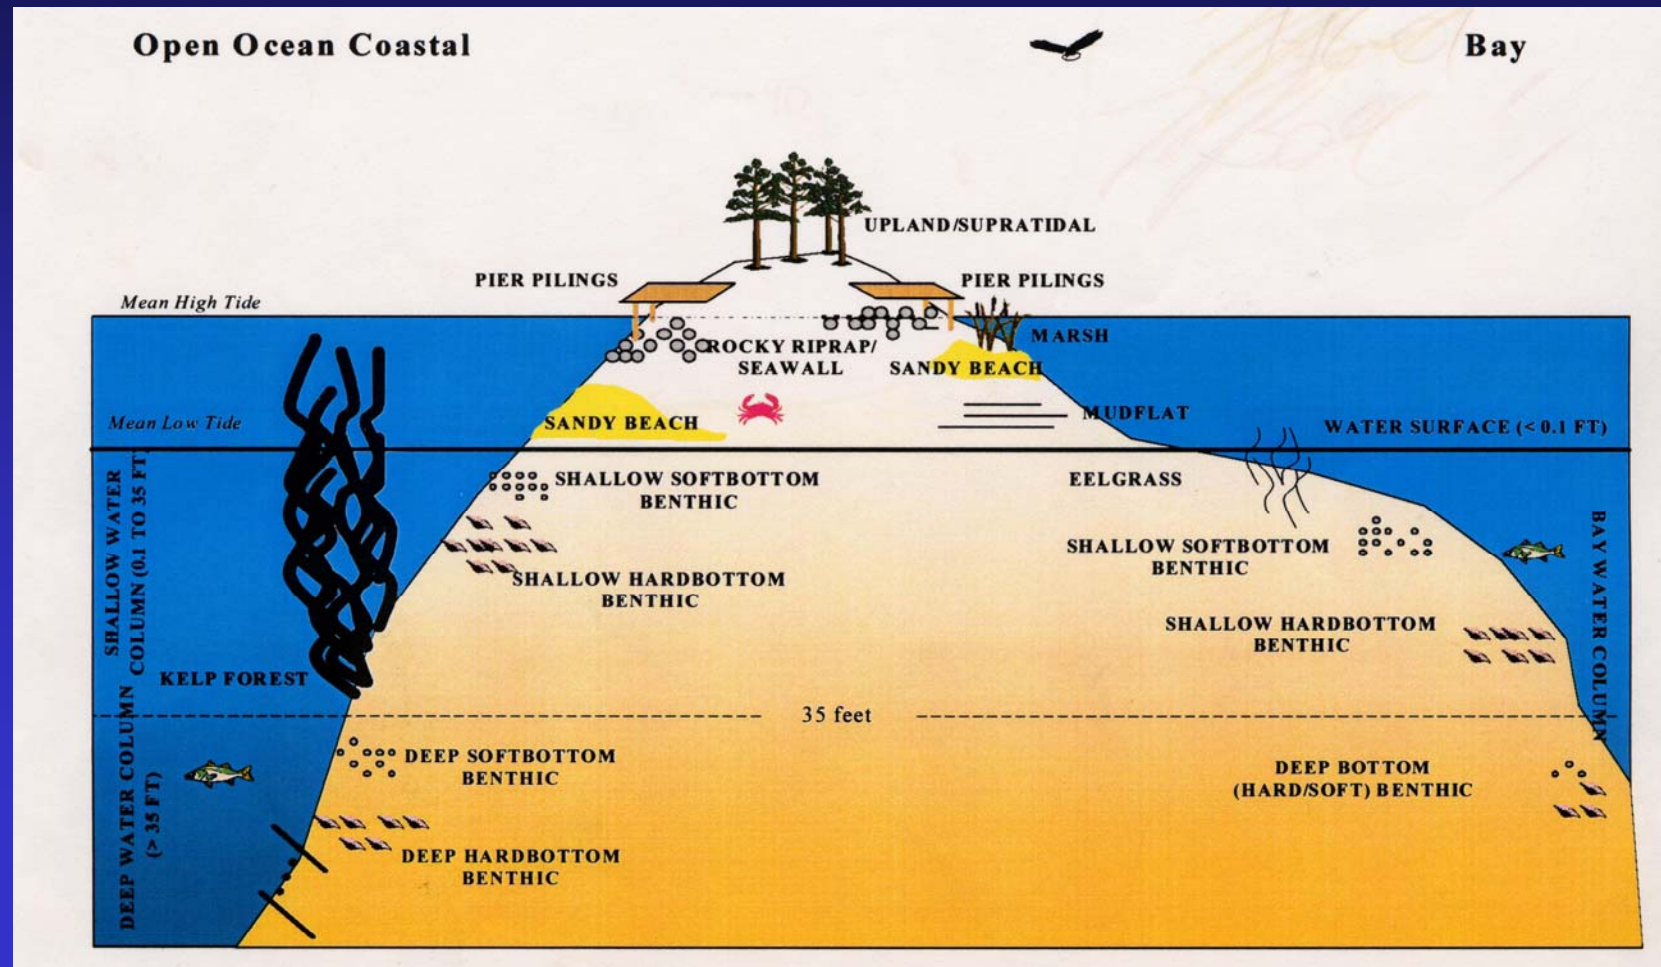 Open Ocean Coastal
Bay
UPLAND/SUPRATIDAL
PIER PILINGS
PIER PILINGS
Mean High Tide
MARSH
ROCKY RIPRAP/
SEAWALL
SANDY BEACH
Mean Low Tide
SANDY BEACH
MUDFLAT
WATER SURFACE (< 0.1 FT)
SHALLOW WATER
COLUMN (0.1 TO 35 FT)
SHALLOW SOFTBOTTOM
BENTHIC
EELGRASS
SHALLOW SOFTBOTTOM
BENTHIC
BAY WATER COLUMN
SHALLOW HARDBOTTOM
BENTHIC
SHALLOW HARDBOTTOM
BENTHIC
KELP FOREST
35 feet
DEEP WATER COLUMN
(> 35 FT)
DEEP SOFTBOTTOM
BENTHIC
DEEP BOTTOM
(HARD/SOFT) BENTHIC
DEEP HARDBOTTOM
BENTHIC